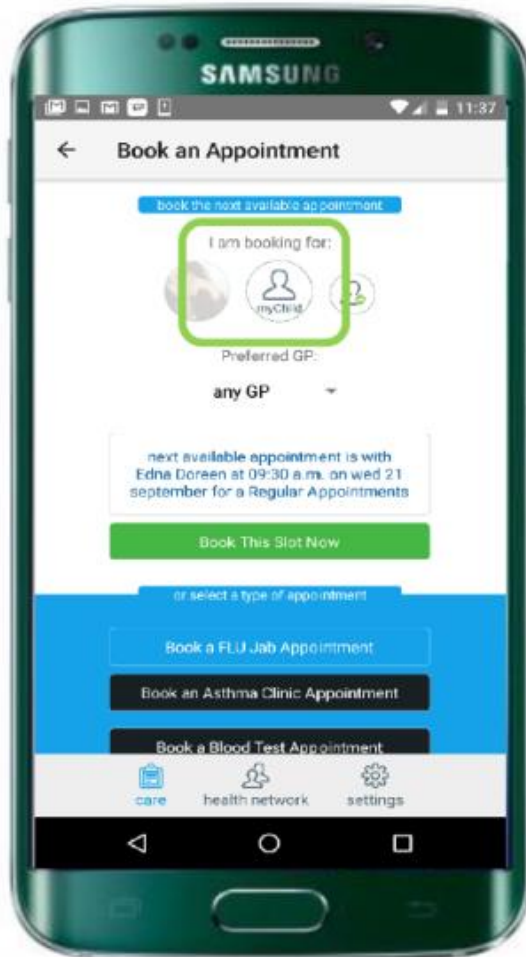 SAMSUNG
11:37
Book an Appointment
book the next available appointment
I am booking for:
myChild
Preferred GP:
any GP
next available appointment is with
Edna Doreen at 09:30 a.m. on wed 21
september for a Regular Appointments
Book This Slot Now
or select a type of appointment
Book a FLU Jab Appointment
Book an Asthma Clinic Appointment
Book a Blood Test Appointment
care health network settings